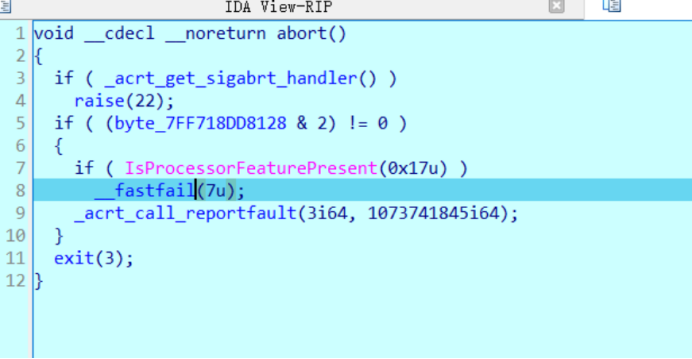 IDA View-RIP
1 void __cdecl __noreturn abort()
2 {
3   if ( _acrt_get_sigabrt_handler() )
4     raise(22);
5   if ( (byte_7FF718DD8128 & 2) != 0 )
6   {
7     if ( IsProcessorFeaturePresent(0x17u) )
8       __fastfail(7u);
9     _acrt_call_reportfault(3i64, 1073741845i64);
10   }
11   exit(3);
12 }